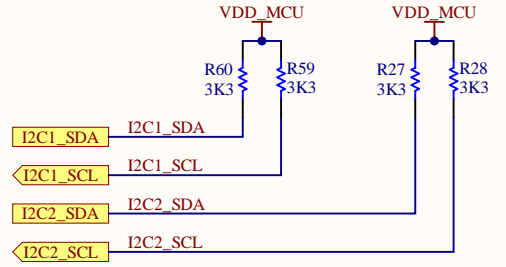 VDD_MCU VDD_MCU
R60 R59 R27 R28
3K3 3K3 3K3 3K3
I2C1_SDA I2C1_SDA
I2C1_SCL I2C1_SCL
I2C2_SDA I2C2_SDA
I2C2_SCL I2C2_SCL